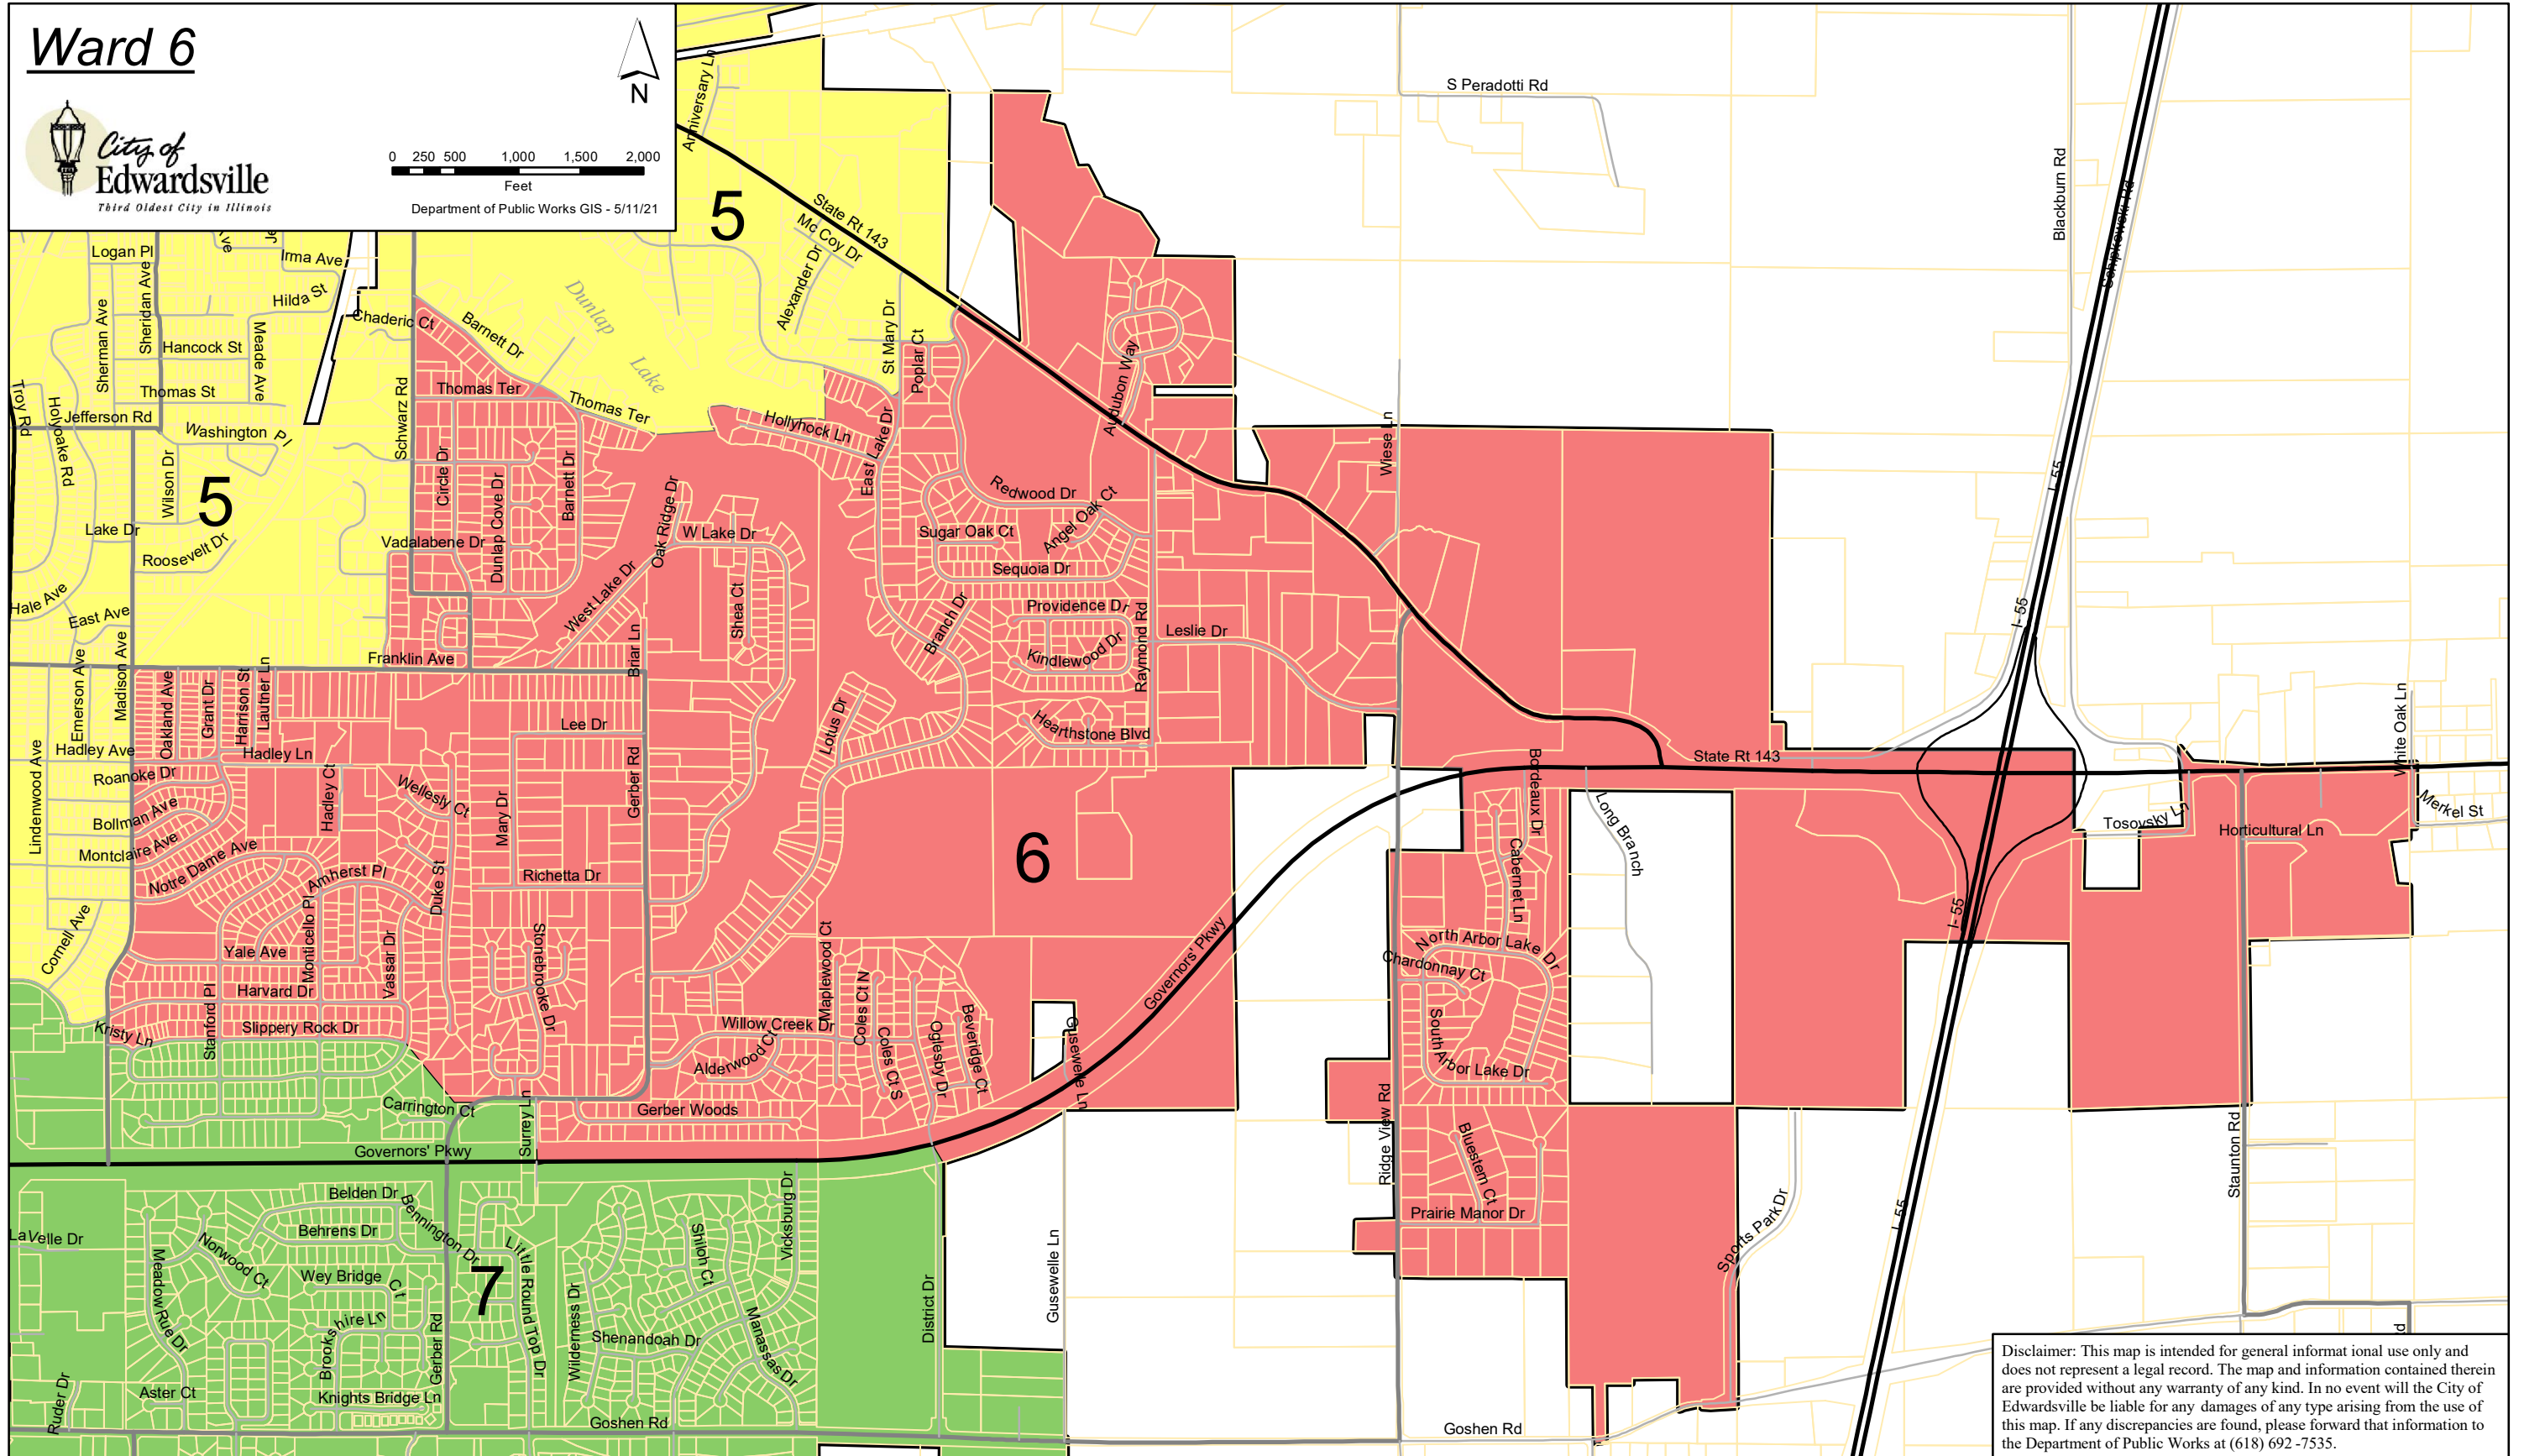 Ward 6
City of
Edwardsville
Third Oldest City in Illinois
N
0 250 500 1,000 1,500 2,000
Feet
Department of Public Works GIS - 5/11/21
Anniversary Ln
State Rt 143
Mc Coy Dr
Alexander Dr
5
S Peradotti Rd
Blackburn Rd
Logan Pl
Irma Ave
Hilda St
Sheridan Ave
Sherman Ave
Hancock St
Meade Ave
Thomas St
Jefferson Rd
Washington Pl
Troy Rd
Holyoake Rd
Wilson Dr
5
Lake Dr
Roosevelt Dr
Hale Ave
East Ave
Chaderic Ct
Barnett Dr
Dunlap
Lake
St Mary Dr
Poplar Ct
Thomas Ter
Thomas Ter
Schwarz Rd
Circle Dr
Dunlap Cove Dr
Barnett Dr
Vadalabene Dr
Hollyhock Ln
East Lake Dr
Audubon Way
Wiese Ln
Redwood Dr
Angel Oak Ct
Sugar Oak Ct
Sequoia Dr
Oak Ridge Dr
W Lake Dr
West Lake Dr
Shea Ct
Branch Dr
Providence Dr
Kindlewood Dr
Raymond Rd
Leslie Dr
Hearthstone Blvd
I- 55
I- 55
Franklin Ave
Briar Ln
Madison Ave
Emerson Ave
Lindenwood Ave
Oakland Ave
Grant Dr
Harrison St
Lautner Ln
Lee Dr
Lotus Dr
Hadley Ave
Hadley Ln
Roanoke Dr
Hadley Ct
Wellesly Ct
Mary Dr
Gerber Rd
Bollman Ave
Montclaire Ave
Notre Dame Ave
Amherst Pl
Duke St
Richetta Dr
6
State Rt 143
Bordeaux Dr
Long Branch
Cabernet Ln
White Oak Ln
Merkel St
Tosovsky Ln
Horticultural Ln
Cornell Ave
Yale Ave
Monticello Pl
Vassar Dr
Stonebrooke Dr
Harvard Dr
Stanford Pl
Slippery Rock Dr
Kristy Ln
Maplewood Ct
Coles Ct N
Coles Ct S
Willow Creek Dr
Alderwood Ct
Oglesby Dr
Beveridge Ct
Governors' Pkwy
Gusewelle Ln
North Arbor Lake Dr
Chardonnay Ct
South Arbor Lake Dr
I- 55
Carrington Ct
Surrey Ln
Gerber Woods
Governors' Pkwy
Ridge View Rd
Bluestem Ct
Prairie Manor Dr
Sports Park Dr
I- 55
Staunton Rd
Belden Dr
Behrens Dr
Bennington Dr
LaVelle Dr
Norwood Ct
Meadow Rue Dr
Wey Bridge Ct
Brookshire Ln
7
Little Round Top Dr
Gerber Rd
Wilderness Dr
Shiloh Ct
Vicksburg Dr
Shenandoah Dr
Manassas Dr
District Dr
Gusewelle Ln
Aster Ct
Knights Bridge Ln
Ruder Dr
Goshen Rd
Goshen Rd
Disclaimer: This map is intended for general informat ional use only and
does not represent a legal record. The map and information contained therein
are provided without any warranty of any kind. In no event will the City of
Edwardsville be liable for any damages of any type arising from the use of
this map. If any discrepancies are found, please forward that information to
the Department of Public Works at (618) 692 -7535.